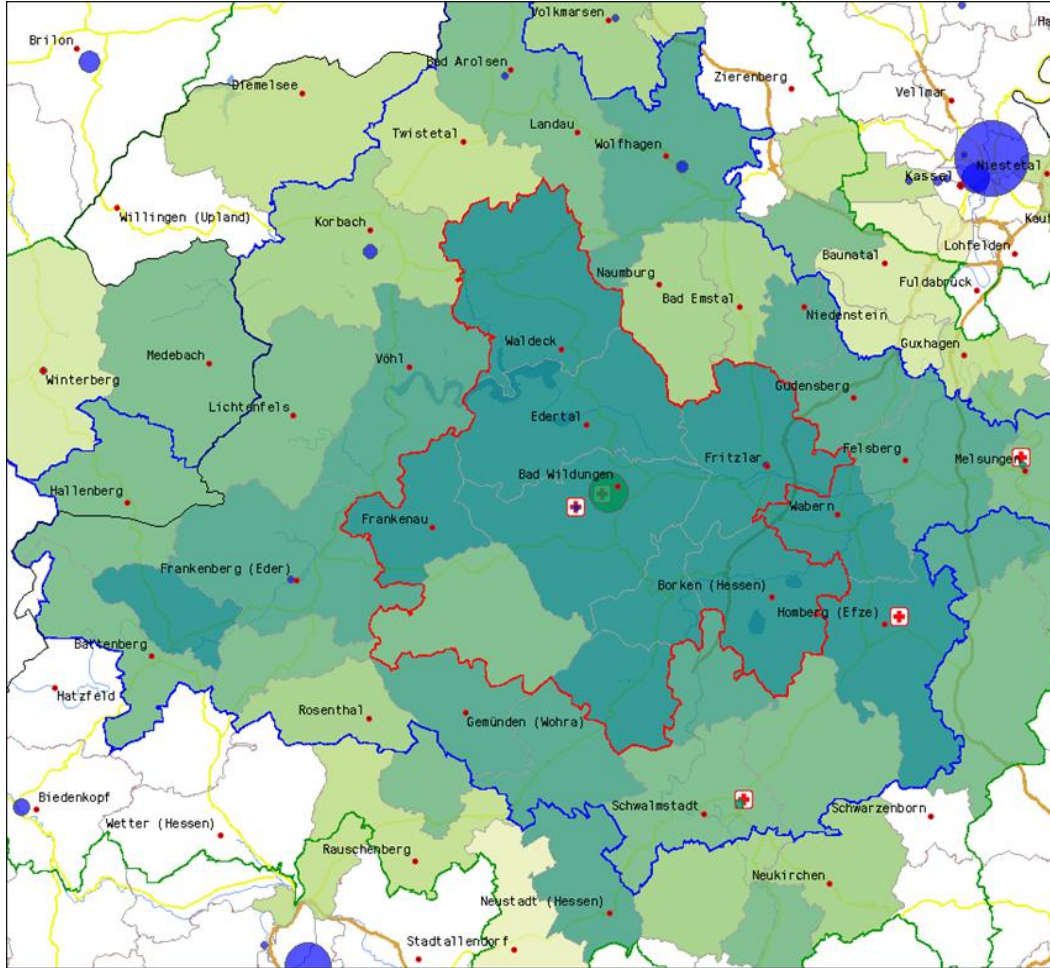 Volkmarsen
Ha
Brilon
Bad Arolsen
Zierenberg
Diemelsee
Vellmar
Landau
Twistetal
Wolfhagen
Niestetal
Kassel
Willingen (Upland)
Korbach
Kauf
Lohfelden
Baunatal
Naumburg
Fuldabrück
Bad Emstal
Niedenstein
Waldeck
Guxhagen
Medebach
Vöhl
Winterberg
Gudensberg
Lichtenfels
Edertal
Felsberg
Fritzlar
Melsungen
Bad Wildungen
Hallenberg
Wabern
Frankenau
Frankenberg (Eder)
Borken (Hessen)
Homberg (Efze)
Battenberg
Hatzfeld
Rosenthal
Gemünden (Wohra)
Biedenkopf
Schwalmstadt
Schwarzenborn
Wetter (Hessen)
Rauschenberg
Neukirchen
Neustadt (Hessen)
Stadtallendorf